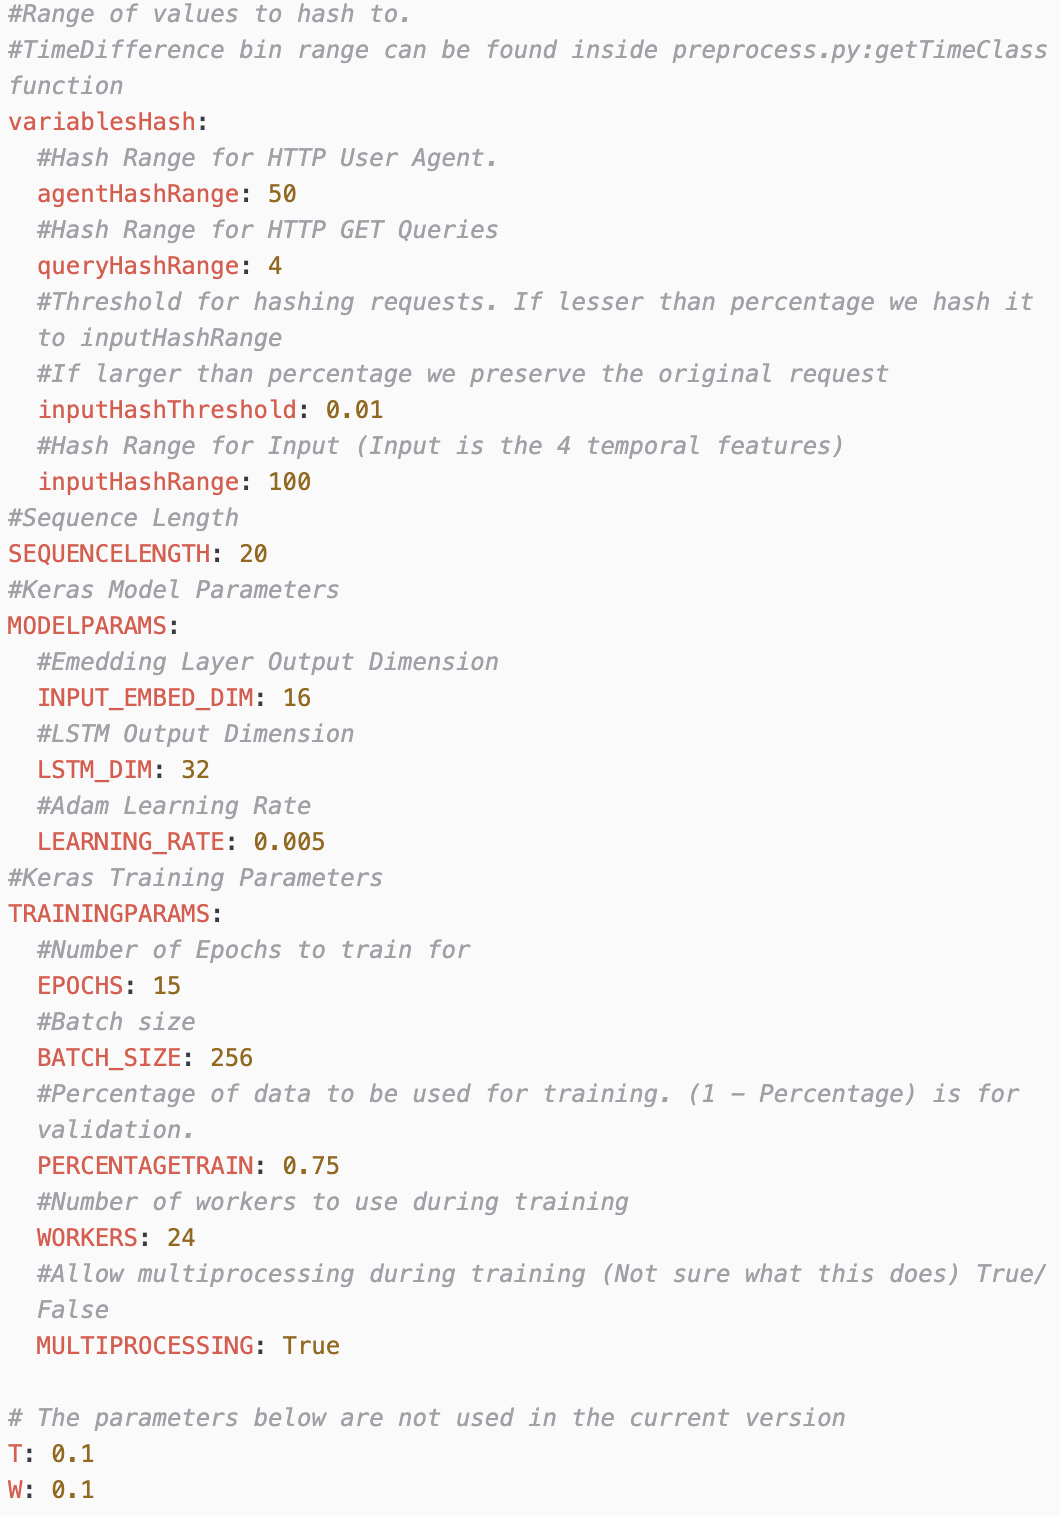 #Range of values to hash to.
#TimeDifference bin range can be found inside preprocess.py:getTimeClass
function
variablesHash:
#Hash Range for HTTP User Agent.
agentHashRange: 50
#Hash Range for HTTP GET Queries
queryHashRange: 4
#Threshold for hashing requests. If lesser than percentage we hash it
to inputHashRange
#If larger than percentage we preserve the original request
inputHashThreshold: 0.01
#Hash Range for Input (Input is the 4 temporal features)
inputHashRange: 100
#Sequence Length
SEQUENCELENGTH: 20
#Keras Model Parameters
MODELPARAMS:
#Emedding Layer Output Dimension
INPUT_EMBED_DIM: 16
#LSTM Output Dimension
LSTM_DIM: 32
#Adam Learning Rate
LEARNING_RATE: 0.005
#Keras Training Parameters
TRAININGPARAMS:
#Number of Epochs to train for
EPOCHS: 15
#Batch size
BATCH_SIZE: 256
#Percentage of data to be used for training. (1 – Percentage) is for
validation.
PERCENTAGETRAIN: 0.75
#Number of workers to use during training
WORKERS: 24
#Allow multiprocessing during training (Not sure what this does) True/
False
MULTIPROCESSING: True
# The parameters below are not used in the current version
T: 0.1
W: 0.1